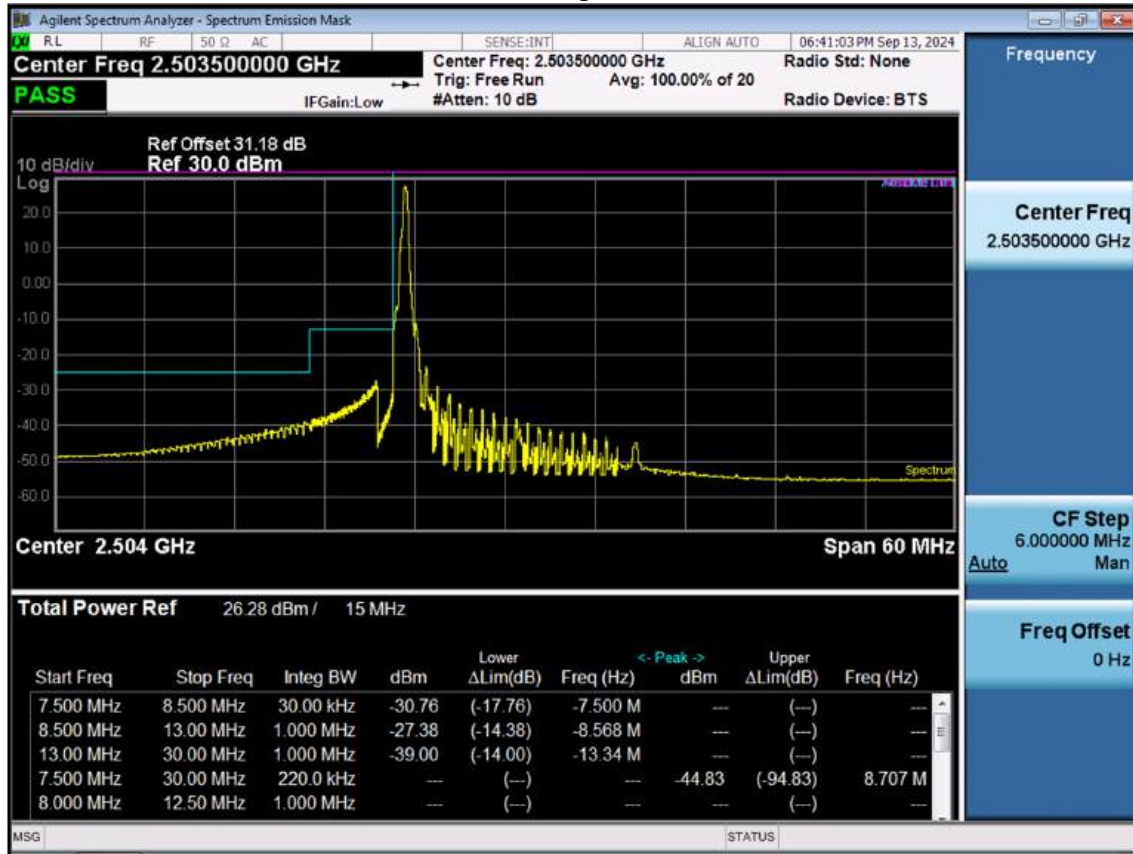 Agilent Spectrum Analyzer - Spectrum Emission Mask
RL RF 50 Ω AC SENSE:INT ALIGN AUTO 06:41:03 PM Sep 13, 2024
Center Freq 2.503500000 GHz Center Freq: 2.503500000 GHz Radio Std: None
Trig: Free Run Avg: 100.00% of 20
PASS IFGain:Low #Atten: 10 dB Radio Device: BTS
Ref Offset 31.18 dB
10 dB/div Ref 30.0 dBm
Log
Absolute Limit
20.0
10.0
0.00
-10.0
-20.0
-30.0
-40.0
-50.0
Spectrum
-60.0
Center 2.504 GHz Span 60 MHz
Total Power Ref 26.28 dBm / 15 MHz
Lower <- Peak -> Upper
Start Freq Stop Freq Integ BW dBm ΔLim(dB) Freq (Hz) dBm ΔLim(dB) Freq (Hz)
7.500 MHz 8.500 MHz 30.00 kHz -30.76 (-17.76) -7.500 M --- (---) ---
8.500 MHz 13.00 MHz 1.000 MHz -27.38 (-14.38) -8.568 M --- (---) ---
13.00 MHz 30.00 MHz 1.000 MHz -39.00 (-14.00) -13.34 M --- (---) ---
7.500 MHz 30.00 MHz 220.0 kHz --- (---) --- -44.83 (-94.83) 8.707 M
8.000 MHz 12.50 MHz 1.000 MHz --- (---) --- --- (---) ---
MSG STATUS
Frequency
Center Freq
2.503500000 GHz
CF Step
6.000000 MHz
Auto Man
Freq Offset
0 Hz